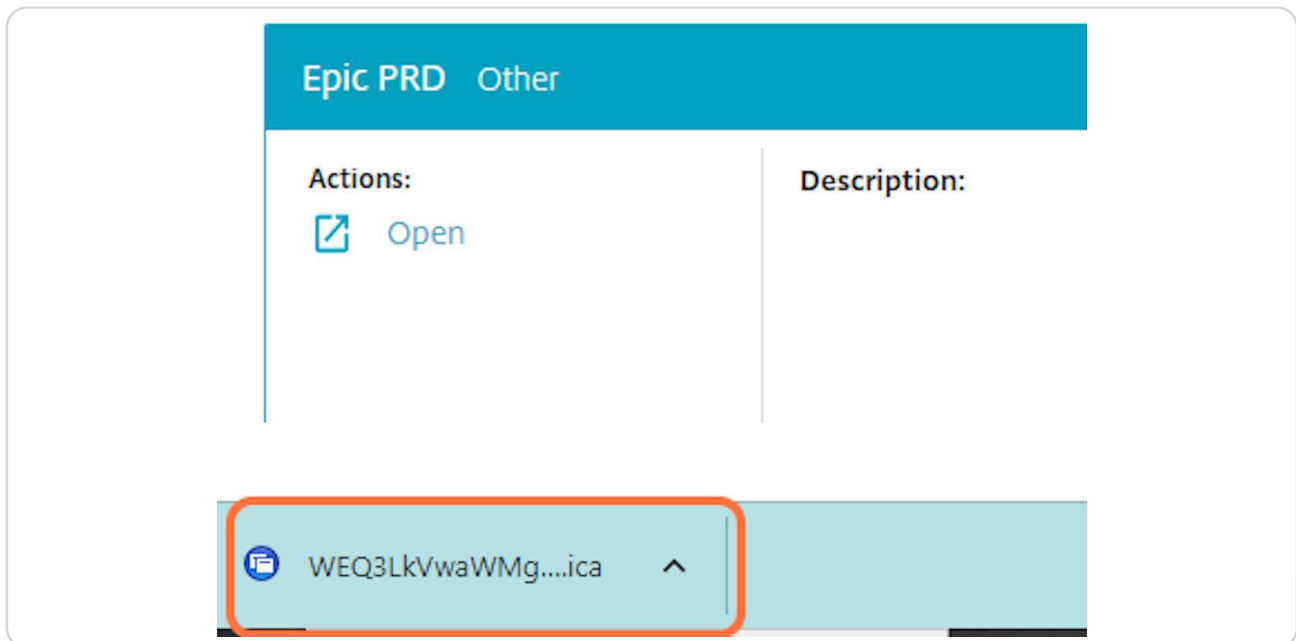 Epic PRD Other
Actions:
Description:
Open
WEQ3LkVwaWMg....ica